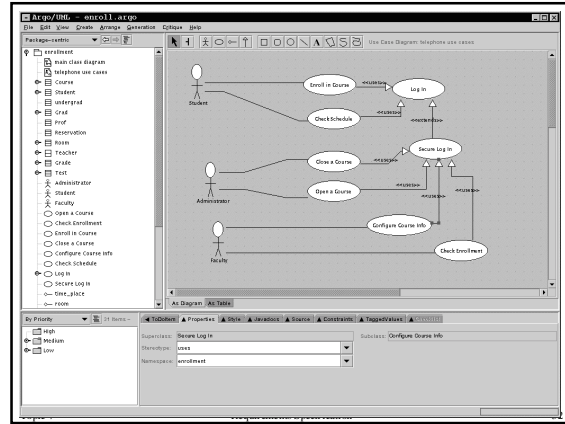 Argo/UML - enroll.argo
File Edit View Create Arrange Generation Critique Help
Package-centric
Use Case Diagram: telephone use cases
enrollment
main class diagram
telephone use cases
Course
Student
undergrad
Grad
Prof
Reservation
Room
Teacher
Grade
Test
Administrator
Student
Faculty
Open a Course
Check Enrollment
Enroll in Course
Close a Course
Configure Course Info
Check Schedule
Log In
Secure Log In
time_place
room
Student
Enroll in Course
<<uses>>
Log In
Check Schedule
<<uses>>
<<extends>>
Close a Course
<<uses>>
Secure Log In
Administrator
Open a Course
<<uses>>
<<uses>>
<<uses>>
Configure Course Info
Faculty
Check Enrollment
As Diagram As Table
By Priority
31 Items
High
Medium
Low
ToDoItem Properties Style Javadocs Source Constraints TaggedValues
Superclass: Secure Log In
Subclass: Configure Course Info
Stereotype: uses
Namespace: enrollment